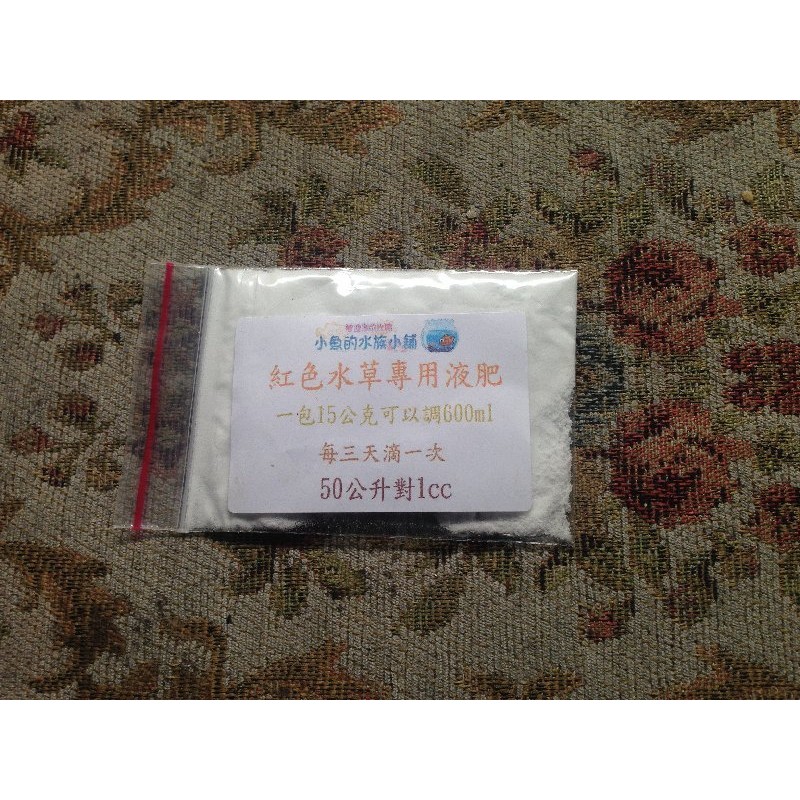 小魚的水族小鋪
紅色水草專用液肥
一包15公克可以調600ml
每三天滴一次
50公升對1cc